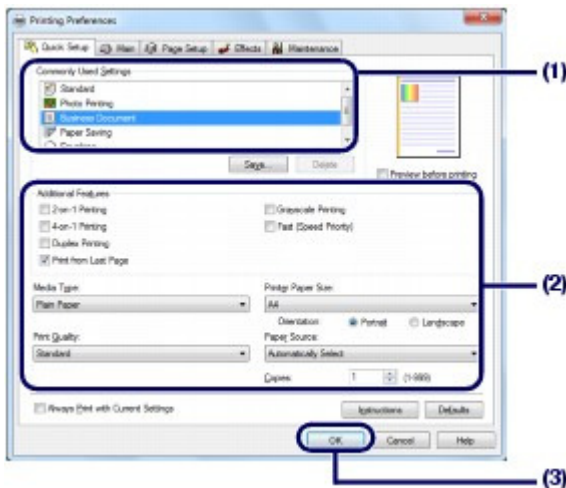 Printing Preferences
Quick Setup Main Page Setup Effects Maintenance
Commonly Used Settings
(1)
Standard
Photo Printing
Business Document
Paper Saving
Save... Delete
Preview before printing
Additional Features
2-on-1 Printing Grayscale Printing
4-on-1 Printing Fast (Speed Priority)
Duplex Printing
Print from Last Page
(2)
Media Type: Printer Paper Size:
Plain Paper A4
Orientation: Portrait Landscape
Print Quality: Paper Source:
Standard Automatically Select
Copies: 1 (1-999)
Always Print with Current Settings Instructions Defaults
OK Cancel Help
(3)